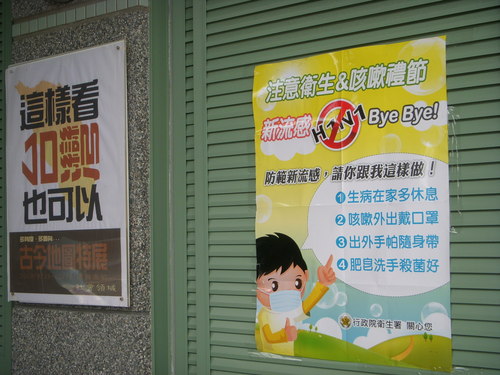 這樣看
台灣
也可以
古今地圖特展
注意衛生&咳嗽禮節
新流感 H1N1 Bye Bye!
防範新流感，請你跟我這樣做！
1 生病在家多休息
2 咳嗽外出戴口罩
3 出外手帕隨身帶
4 肥皂洗手殺菌好
行政院衛生署 關心您